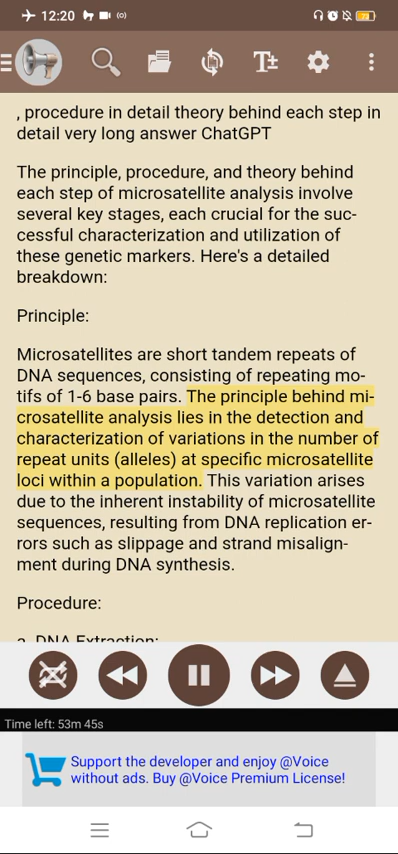 12:20
T±
, procedure in detail theory behind each step in
detail very long answer ChatGPT
The principle, procedure, and theory behind
each step of microsatellite analysis involve
several key stages, each crucial for the suc-
cessful characterization and utilization of
these genetic markers. Here's a detailed
breakdown:
Principle:
Microsatellites are short tandem repeats of
DNA sequences, consisting of repeating mo-
tifs of 1-6 base pairs. The principle behind mi-
crosatellite analysis lies in the detection and
characterization of variations in the number of
repeat units (alleles) at specific microsatellite
loci within a population. This variation arises
due to the inherent instability of microsatellite
sequences, resulting from DNA replication er-
rors such as slippage and strand misalign-
ment during DNA synthesis.
Procedure:
a. DNA Extraction:
Time left: 53m 45s
Support the developer and enjoy @Voice
without ads. Buy @Voice Premium License!